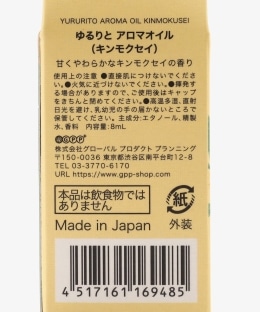 YURURITO AROMA OIL KINMOKUSEI
ゆるりと アロマオイル
(キンモクセイ)
甘くやわらかなキンモクセイの香り
使用上の注意 ●直接肌につけないでくださ
い。●火気に近づけないでください。●揮発す
る場合がありますので、ご使用後はキャップ
をきちんと閉めてください。●高温多湿、直射
日光を避け、乳幼児の手の届かないところで保
管してください。主成分:エタノール、精製
水、香料 内容量:8mL
GPP
株式会社グローバル プロダクト プランニング
〒150-0036 東京都渋谷区南平台町12-8
TEL 03-3770-6170
URL https://www.gpp-shop.com
本品は飲食物では
ありません
紙
外装
Made in Japan
4 517161 169485